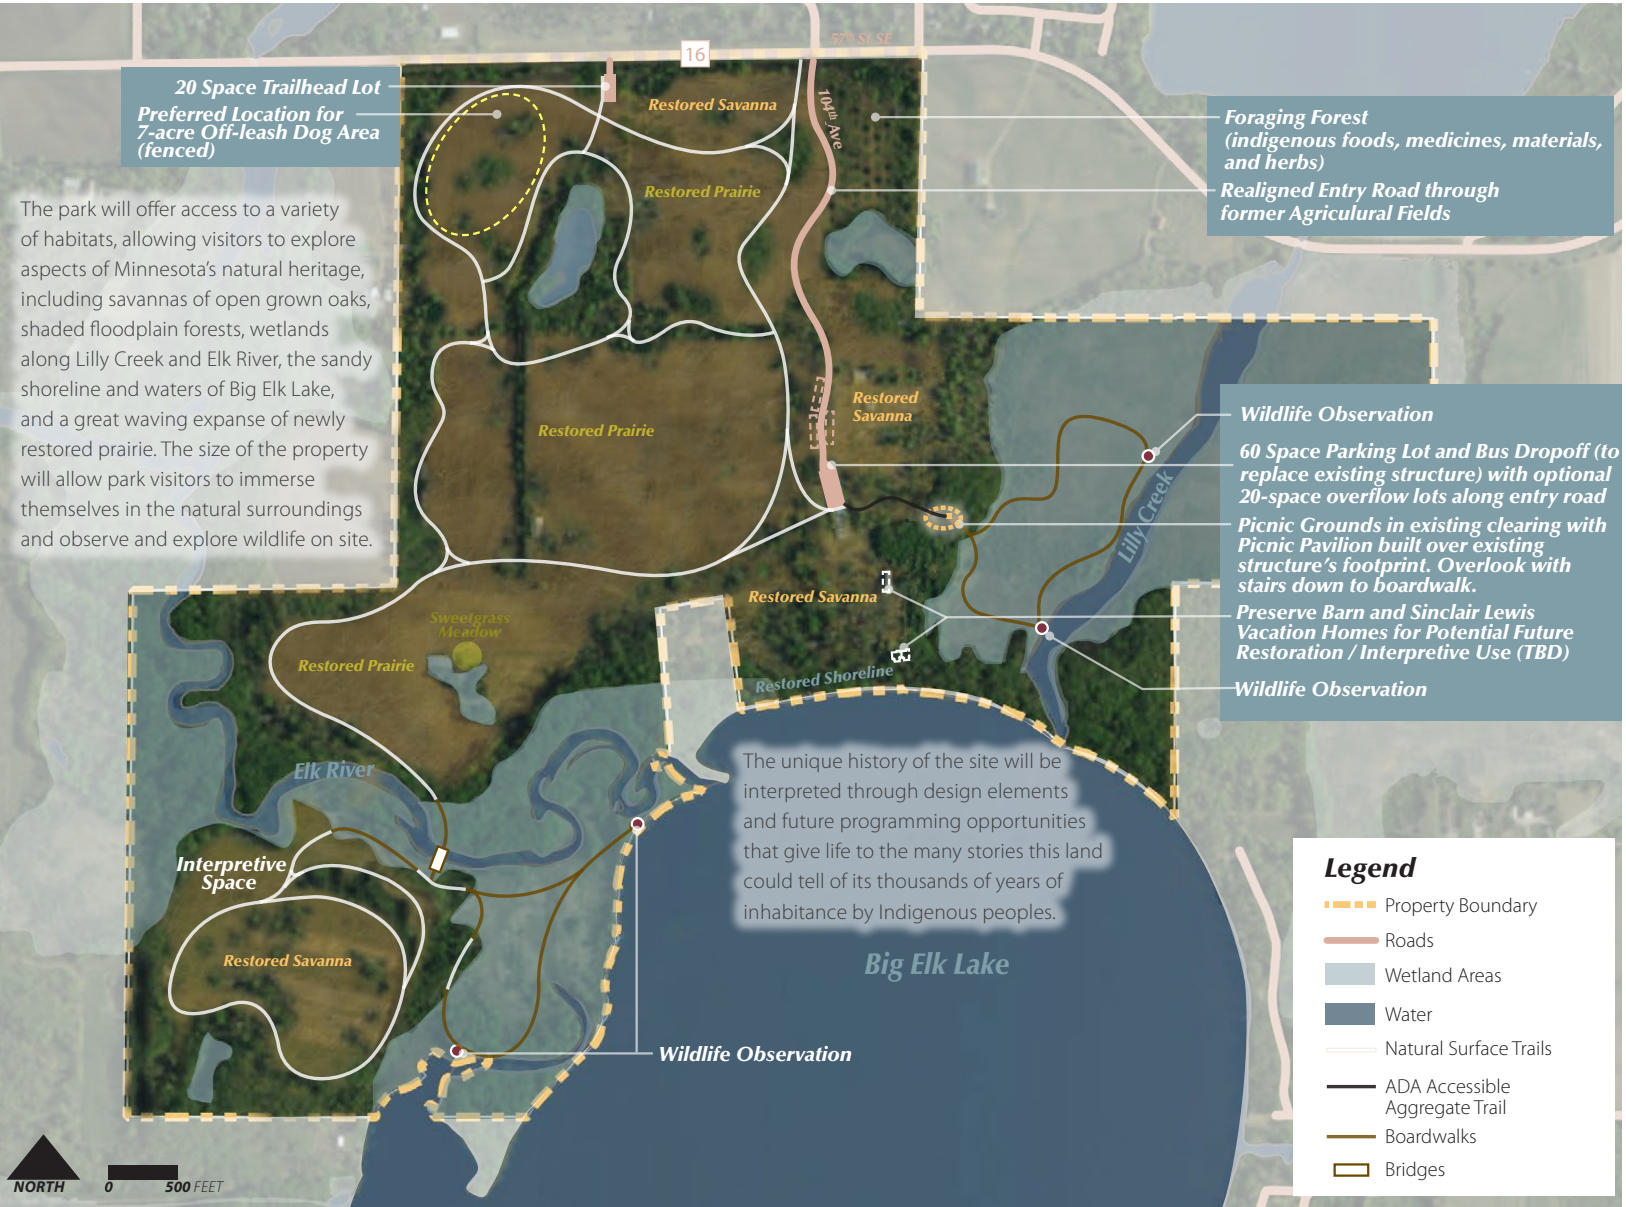 57th St SE
16
20 Space Trailhead Lot
Preferred Location for
7-acre Off-leash Dog Area
(fenced)
Restored Savanna
104th Ave
Foraging Forest
(indigenous foods, medicines, materials,
and herbs)
Realigned Entry Road through
former Agriculural Fields
Restored Prairie
The park will offer access to a variety
of habitats, allowing visitors to explore
aspects of Minnesota’s natural heritage,
including savannas of open grown oaks,
shaded floodplain forests, wetlands
along Lilly Creek and Elk River, the sandy
shoreline and waters of Big Elk Lake,
and a great waving expanse of newly
restored prairie. The size of the property
will allow park visitors to immerse
themselves in the natural surroundings
and observe and explore wildlife on site.
Restored
Savanna
Restored Prairie
Wildlife Observation
60 Space Parking Lot and Bus Dropoff (to
replace existing structure) with optional
20-space overflow lots along entry road
Picnic Grounds in existing clearing with
Picnic Pavilion built over existing
structure’s footprint. Overlook with
stairs down to boardwalk.
Preserve Barn and Sinclair Lewis
Vacation Homes for Potential Future
Restoration / Interpretive Use (TBD)
Wildlife Observation
Lilly Creek
Restored Savanna
Sweetgrass
Meadow
Restored Prairie
Restored Shoreline
Elk River
The unique history of the site will be
interpreted through design elements
and future programming opportunities
that give life to the many stories this land
could tell of its thousands of years of
inhabitance by Indigenous peoples.
Interpretive
Space
Restored Savanna
Big Elk Lake
Wildlife Observation
Legend
Property Boundary
Roads
Wetland Areas
Water
Natural Surface Trails
ADA Accessible
Aggregate Trail
Boardwalks
Bridges
NORTH
0 500 FEET